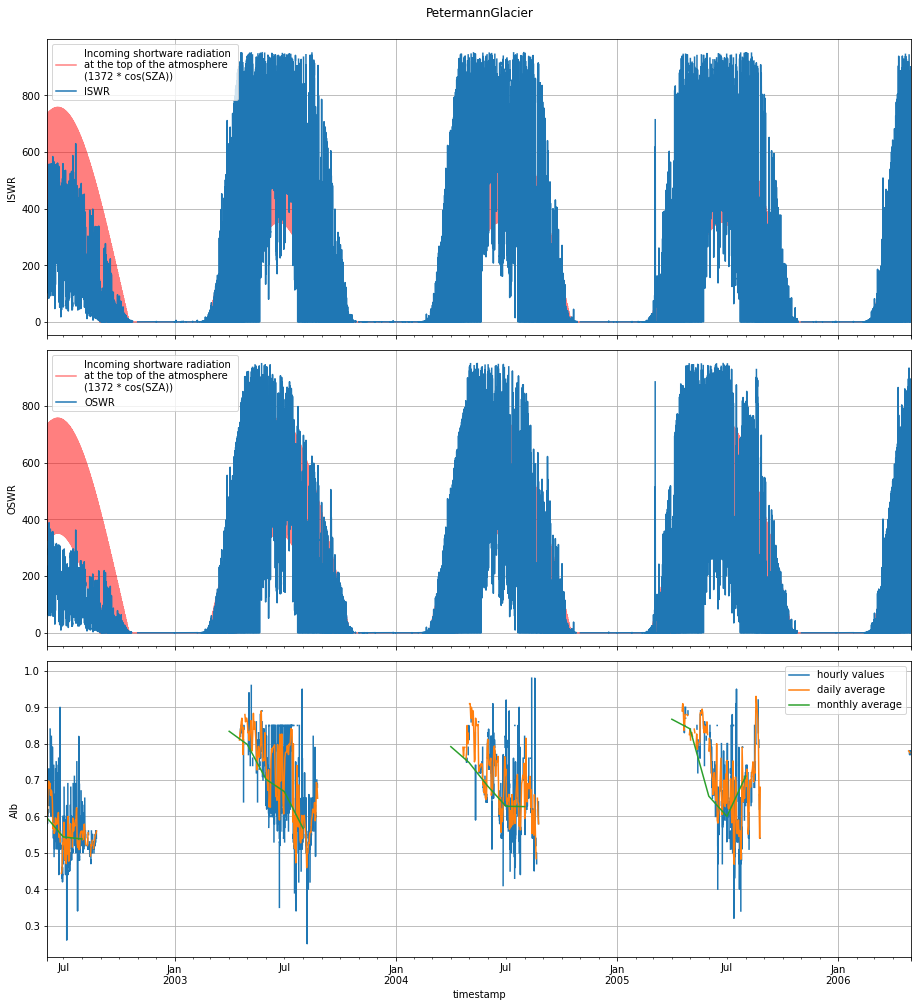 PetermannGlacier
Incoming shortware radiation
at the top of the atmosphere
(1372 * cos(SZA))
ISWR
800
600
400
200
0
ISWR
Incoming shortware radiation
at the top of the atmosphere
(1372 * cos(SZA))
OSWR
800
600
400
200
0
OSWR
hourly values
daily average
monthly average
1.0
0.9
0.8
0.7
0.6
0.5
0.4
0.3
Alb
Jul Jan Jul Jan Jul Jan Jul Jan
2003 2004 2005 2006
timestamp